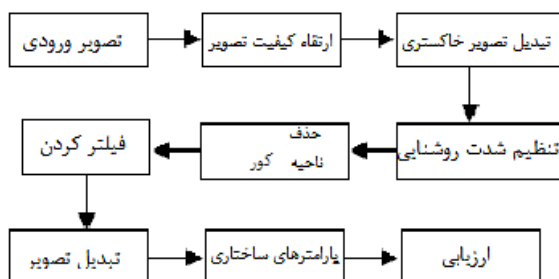 تصویر ورودی
ارتقاء کیفیت تصویر
تبدیل تصویر خاکستری
تنظیم شدت روشنایی
حذف
ناحیه کور
فیلتر کردن
تبدیل تصویر
پارامترهای ساختاری
ارزیابی